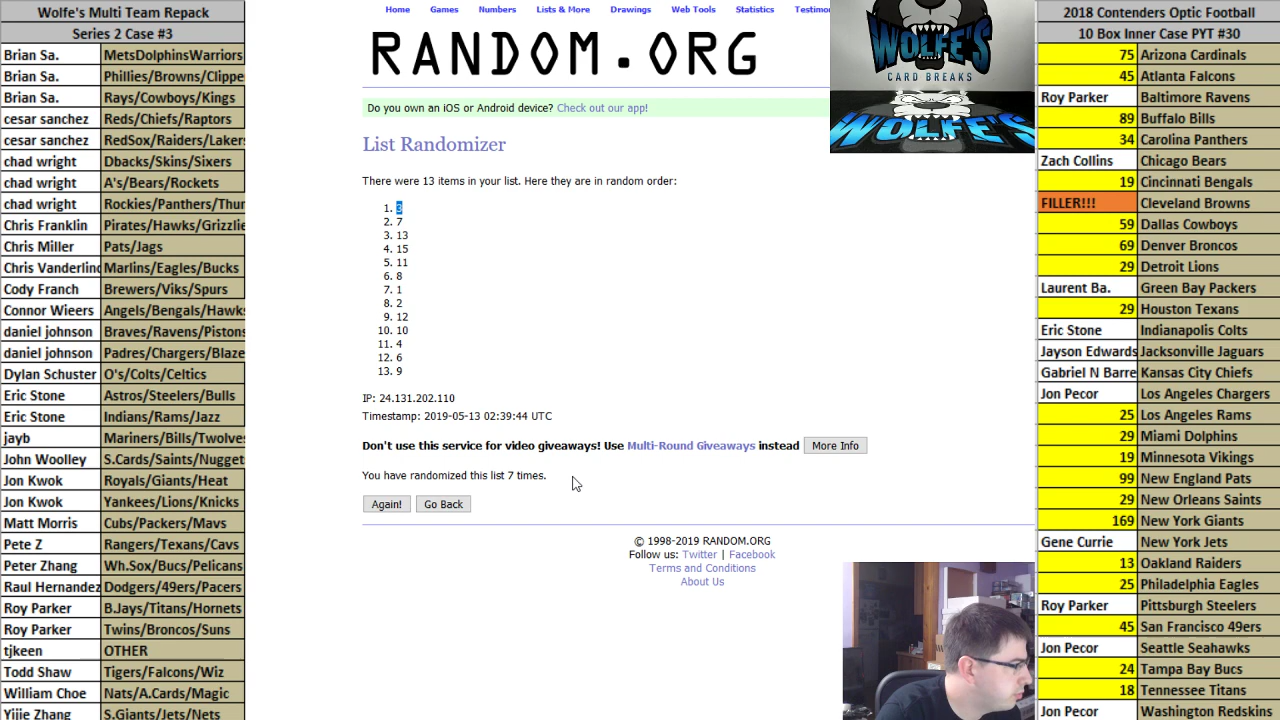 Wolfe's Multi Team Repack
Series 2 Case #3
Brian Sa. MetsDolphinsWarriors
Brian Sa. Phillies/Browns/Clippe
Brian Sa. Rays/Cowboys/Kings
cesar sanchez Reds/Chiefs/Raptors
cesar sanchez RedSox/Raiders/Laker
chad wright Dbacks/Skins/Sixers
chad wright A's/Bears/Rockets
chad wright Rockies/Panthers/Thur
Chris Franklin Pirates/Hawks/Grizzlie
Chris Miller Pats/Jags
Chris Vanderlind Marlins/Eagles/Bucks
Cody Franch Brewers/Viks/Spurs
Connor Wieers Angels/Bengals/Hawk
daniel johnson Braves/Ravens/Pistons
daniel johnson Padres/Chargers/Blaze
Dylan Schuster O's/Colts/Celtics
Eric Stone Astros/Steelers/Bulls
Eric Stone Indians/Rams/Jazz
jayb Mariners/Bills/Twolve
John Woolley S.Cards/Saints/Nugget
Jon Kwok Royals/Giants/Heat
Jon Kwok Yankees/Lions/Knicks
Matt Morris Cubs/Packers/Mavs
Pete Z Rangers/Texans/Cavs
Peter Zhang Wh.Sox/Bucs/Pelicans
Raul Hernandez Dodgers/49ers/Pacers
Roy Parker B.Jays/Titans/Hornets
Roy Parker Twins/Broncos/Suns
tjkeen OTHER
Todd Shaw Tigers/Falcons/Wiz
William Choe Nats/A.Cards/Magic
Yijie Zhang S.Giants/Jets/Nets
Home Games Numbers Lists & More Drawings Web Tools Statistics Testimo
RANDOM.ORG
Do you own an iOS or Android device? Check out our app!
List Randomizer
There were 13 items in your list. Here they are in random order:
1. 3
2. 7
3. 13
4. 15
5. 11
6. 8
7. 1
8. 2
9. 12
10. 10
11. 4
12. 6
13. 9
IP: 24.131.202.110
Timestamp: 2019-05-13 02:39:44 UTC
Don't use this service for video giveaways! Use Multi-Round Giveaways instead More Info
You have randomized this list 7 times.
Again! Go Back
© 1998-2019 RANDOM.ORG
Follow us: Twitter | Facebook
Terms and Conditions
About Us
WOLFE'S
CARD BREAKS
WOLFE'S
2018 Contenders Optic Football
10 Box Inner Case PYT #30
75 Arizona Cardinals
45 Atlanta Falcons
Roy Parker Baltimore Ravens
89 Buffalo Bills
34 Carolina Panthers
Zach Collins Chicago Bears
19 Cincinnati Bengals
FILLER!!! Cleveland Browns
59 Dallas Cowboys
69 Denver Broncos
29 Detroit Lions
Laurent Ba. Green Bay Packers
29 Houston Texans
Eric Stone Indianapolis Colts
Jayson Edwards Jacksonville Jaguars
Gabriel N Barre Kansas City Chiefs
Jon Pecor Los Angeles Chargers
25 Los Angeles Rams
29 Miami Dolphins
19 Minnesota Vikings
99 New England Pats
29 New Orleans Saints
169 New York Giants
Gene Currie New York Jets
13 Oakland Raiders
25 Philadelphia Eagles
Roy Parker Pittsburgh Steelers
45 San Francisco 49ers
Jon Pecor Seattle Seahawks
24 Tampa Bay Bucs
18 Tennessee Titans
Jon Pecor Washington Redskins